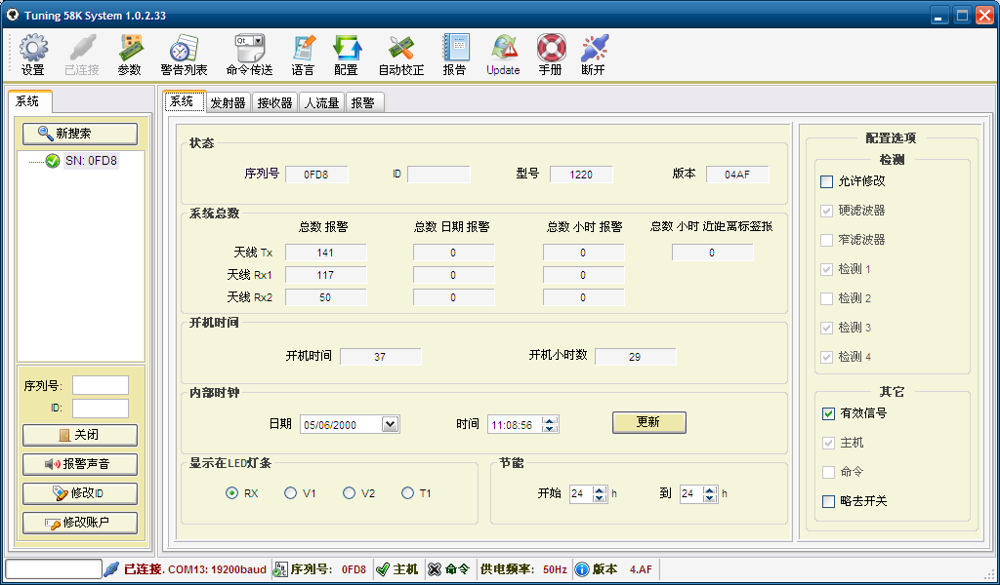 Tuning 58K System 1.0.2.33
设置 已连接 参数 警告列表 命令传送 语言 配置 自动校正 报告 Update 手册 断开
系统
系统 发射器 接收器 人流量 报警
新搜索
SN: 0FD8
序列号:
ID:
关闭
报警声音
修改ID
修改账户
状态
序列号 0FD8 ID 型号 1220 版本 04AF
系统总数
总数 报警 总数 日期 报警 总数 小时 报警 总数 小时 近距离标签报
天线 Tx 141 0 0 0
天线 Rx1 117 0 0
天线 Rx2 50 0 0
开机时间
开机时间 37 开机小时数 29
内部时钟
日期 05/06/2000 时间 11:08:56 更新
显示在LED灯条
RX V1 V2 T1
节能
开始 24 h 到 24 h
配置选项
检测
允许修改
硬滤波器
窄滤波器
检测 1
检测 2
检测 3
检测 4
其它
有效信号
主机
命令
略去开关
已连接. COM13: 19200baud 序列号: 0FD8 主机 命令 供电频率: 50Hz 版本 4.AF